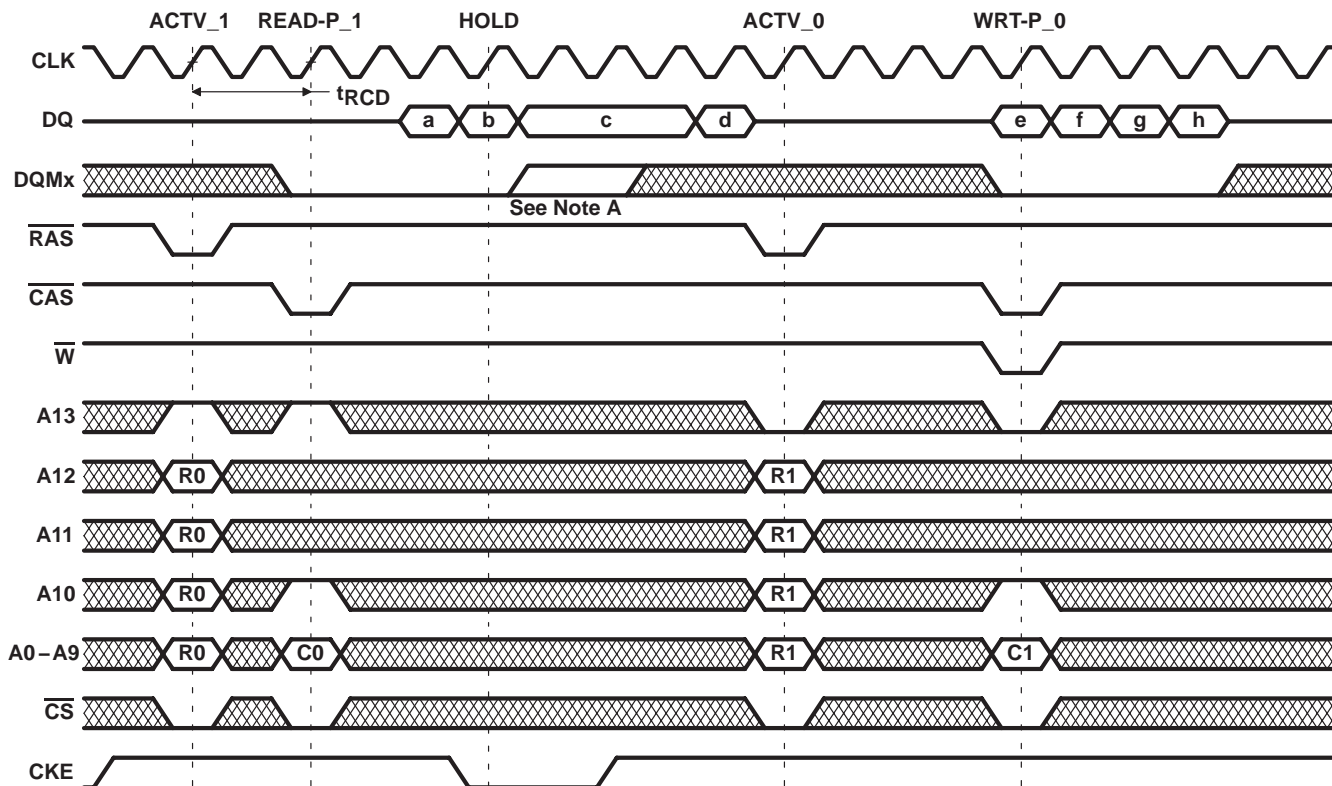 ACTV_1 READ-P_1 HOLD ACTV_0 WRT-P_0
CLK
tRCD
DQ a b c d e f g h
DQMx
See Note A
RAS
CAS
W
A13
A12 R0 R1
A11 R0 R1
A10 R0 R1
A0–A9 R0 C0 R1 C1
CS
CKE